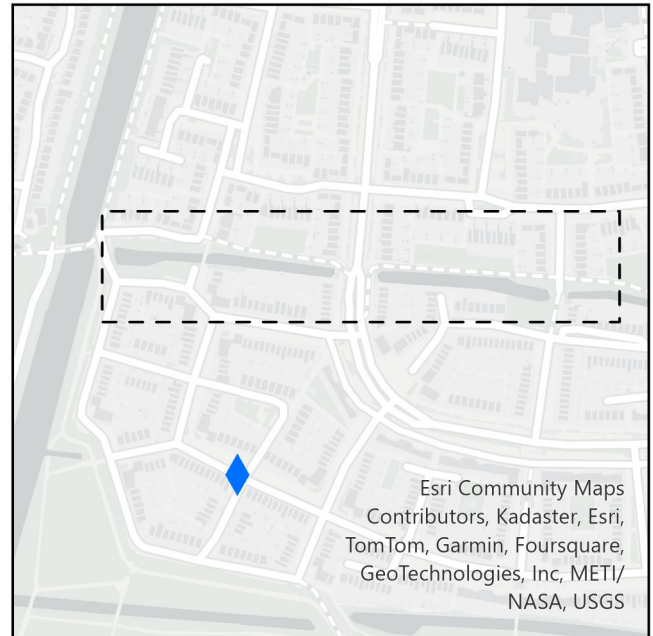 Esri Community Maps
Contributors, Kadaster, Esri,
TomTom, Garmin, Foursquare,
GeoTechnologies, Inc, METI/
NASA, USGS